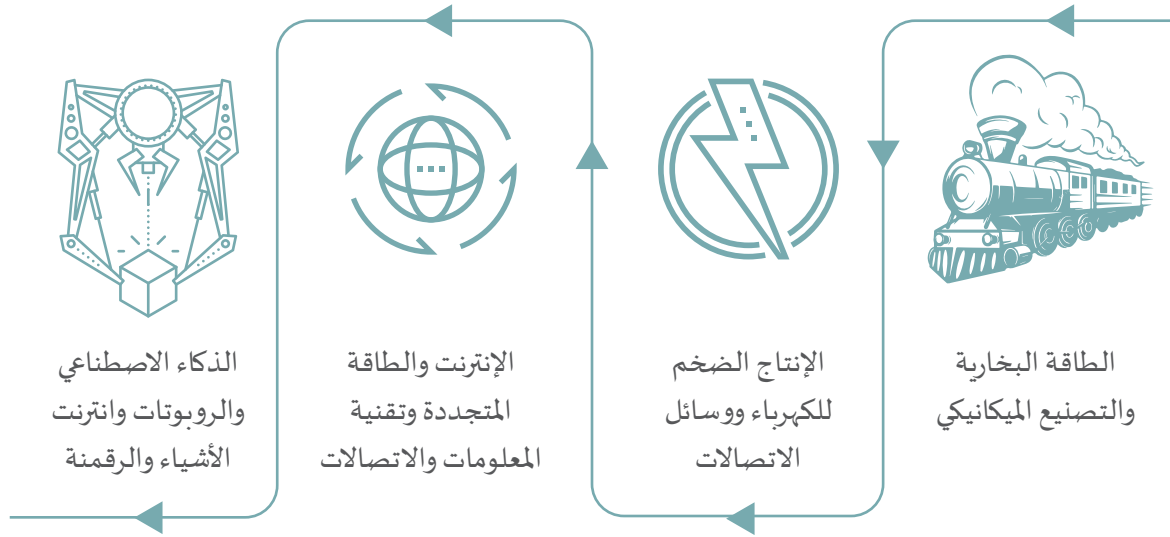 الطاقة البخارية
والتصنيع الميكانيكي
الإنتاج الضخم
للكهرباء ووسائل
الاتصالات
الإنترنت والطاقة
المتجددة وتقنية
المعلومات والاتصالات
الذكاء الاصطناعي
والروبوتات وانترنت
الأشياء والرقمنة